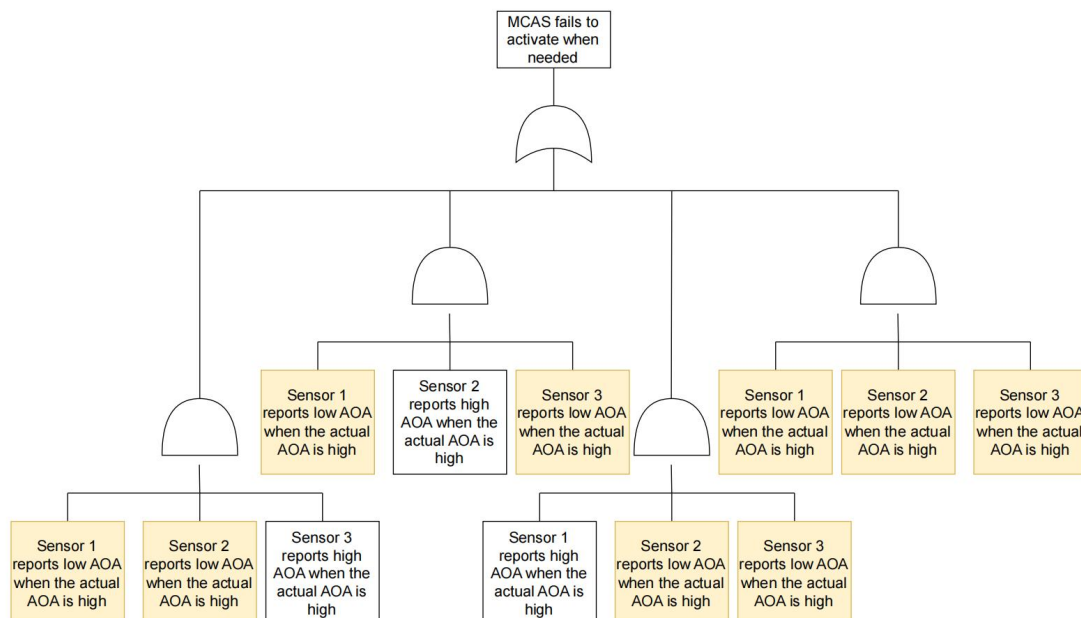 MCAS fails to
activate when
needed
Sensor 1
reports low AOA
when the actual
AOA is high
Sensor 2
reports high
AOA when the
actual AOA is
high
Sensor 3
reports low AOA
when the actual
AOA is high
Sensor 1
reports low AOA
when the actual
AOA is high
Sensor 2
reports low AOA
when the actual
AOA is high
Sensor 3
reports low AOA
when the actual
AOA is high
Sensor 1
reports low AOA
when the actual
AOA is high
Sensor 2
reports low AOA
when the actual
AOA is high
Sensor 3
reports high
AOA when the
actual AOA is
high
Sensor 1
reports high
AOA when the
actual AOA is
high
Sensor 2
reports low AOA
when the actual
AOA is high
Sensor 3
reports low AOA
when the actual
AOA is high